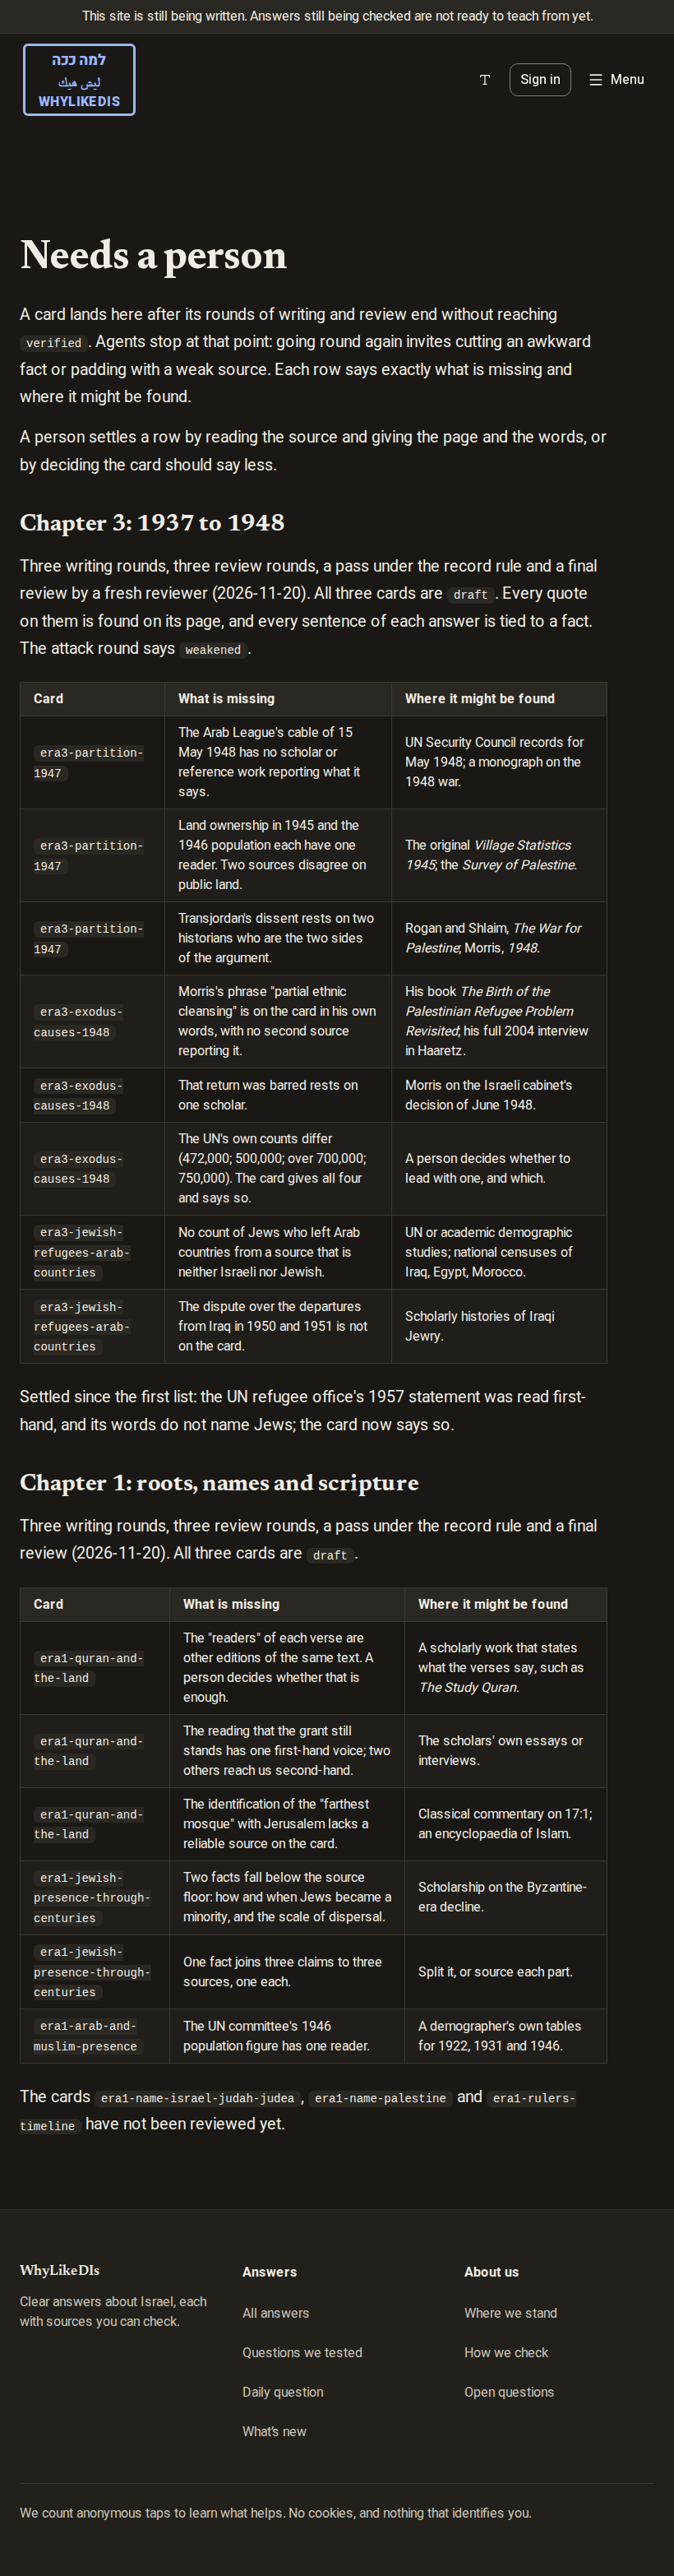 This site is still being written. Answers still being checked are not ready to teach from yet.
למה ככה
ليش هيك
WHYLIKEDIS
T
Sign in
Menu
Needs a person
A card lands here after its rounds of writing and review end without reaching
verified. Agents stop at that point: going round again invites cutting an awkward
fact or padding with a weak source. Each row says exactly what is missing and
where it might be found.
A person settles a row by reading the source and giving the page and the words, or
by deciding the card should say less.
Chapter 3: 1937 to 1948
Three writing rounds, three review rounds, a pass under the record rule and a final
review by a fresh reviewer (2026-11-20). All three cards are draft. Every quote
on them is found on its page, and every sentence of each answer is tied to a fact.
The attack round says weakened.
Card
What is missing
Where it might be found
era3-partition-
1947
The Arab League's cable of 15
May 1948 has no scholar or
reference work reporting what it
says.
UN Security Council records for
May 1948; a monograph on the
1948 war.
era3-partition-
1947
Land ownership in 1945 and the
1946 population each have one
reader. Two sources disagree on
public land.
The original Village Statistics
1945; the Survey of Palestine.
era3-partition-
1947
Transjordan's dissent rests on two
historians who are the two sides
of the argument.
Rogan and Shlaim, The War for
Palestine; Morris, 1948.
era3-exodus-
causes-1948
Morris's phrase "partial ethnic
cleansing" is on the card in his own
words, with no second source
reporting it.
His book The Birth of the
Palestinian Refugee Problem
Revisited; his full 2004 interview
in Haaretz.
era3-exodus-
causes-1948
That return was barred rests on
one scholar.
Morris on the Israeli cabinet's
decision of June 1948.
era3-exodus-
causes-1948
The UN's own counts differ
(472,000; 500,000; over 700,000;
750,000). The card gives all four
and says so.
A person decides whether to
lead with one, and which.
era3-jewish-
refugees-arab-
countries
No count of Jews who left Arab
countries from a source that is
neither Israeli nor Jewish.
UN or academic demographic
studies; national censuses of
Iraq, Egypt, Morocco.
era3-jewish-
refugees-arab-
countries
The dispute over the departures
from Iraq in 1950 and 1951 is not
on the card.
Scholarly histories of Iraqi
Jewry.
Settled since the first list: the UN refugee office's 1957 statement was read first-
hand, and its words do not name Jews; the card now says so.
Chapter 1: roots, names and scripture
Three writing rounds, three review rounds, a pass under the record rule and a final
review (2026-11-20). All three cards are draft.
Card
What is missing
Where it might be found
era1-quran-and-
the-land
The "readers" of each verse are
other editions of the same text. A
person decides whether that is
enough.
A scholarly work that states
what the verses say, such as
The Study Quran.
era1-quran-and-
the-land
The reading that the grant still
stands has one first-hand voice; two
others reach us second-hand.
The scholars' own essays or
interviews.
era1-quran-and-
the-land
The identification of the "farthest
mosque" with Jerusalem lacks a
reliable source on the card.
Classical commentary on 17:1;
an encyclopaedia of Islam.
era1-jewish-
presence-through-
centuries
Two facts fall below the source
floor: how and when Jews became a
minority, and the scale of dispersal.
Scholarship on the Byzantine-
era decline.
era1-jewish-
presence-through-
centuries
One fact joins three claims to three
sources, one each.
Split it, or source each part.
era1-arab-and-
muslim-presence
The UN committee's 1946
population figure has one reader.
A demographer's own tables
for 1922, 1931 and 1946.
The cards era1-name-israel-judah-judea, era1-name-palestine and era1-rulers-
timeline have not been reviewed yet.
WhyLikeDIs
Clear answers about Israel, each
with sources you can check.
Answers
All answers
Questions we tested
Daily question
What's new
About us
Where we stand
How we check
Open questions
We count anonymous taps to learn what helps. No cookies, and nothing that identifies you.